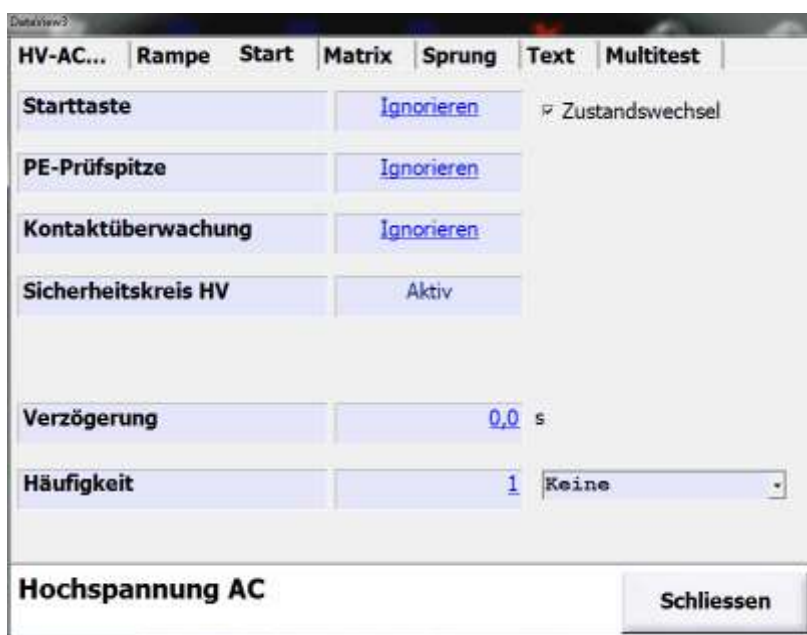 DataView3
HV-AC... Rampe Start Matrix Sprung Text Multitest
Starttaste Ignorieren Zustandswechsel
PE-Prüfspitze Ignorieren
Kontaktüberwachung Ignorieren
Sicherheitskreis HV Aktiv
Verzögerung 0,0 s
Häufigkeit 1 Keine
Hochspannung AC Schliessen